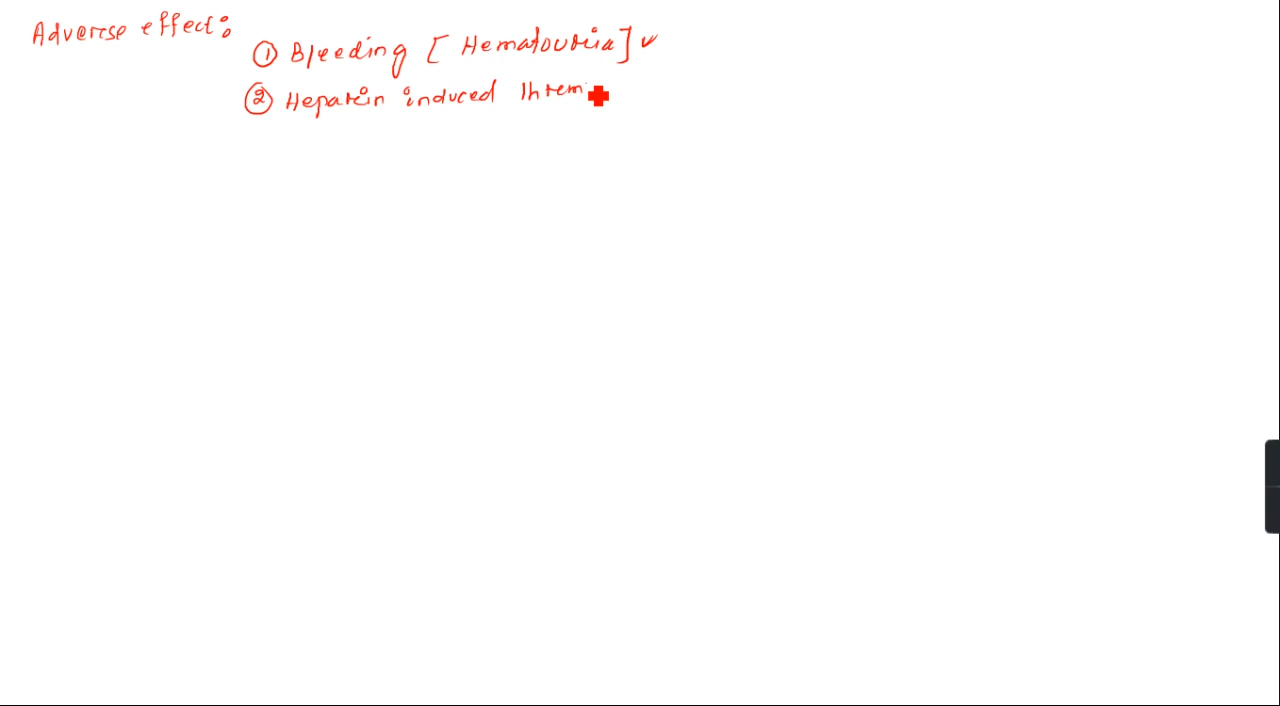 Adverse effect:
① Bleeding [Hematouria] ✓
② Heparin induced threm